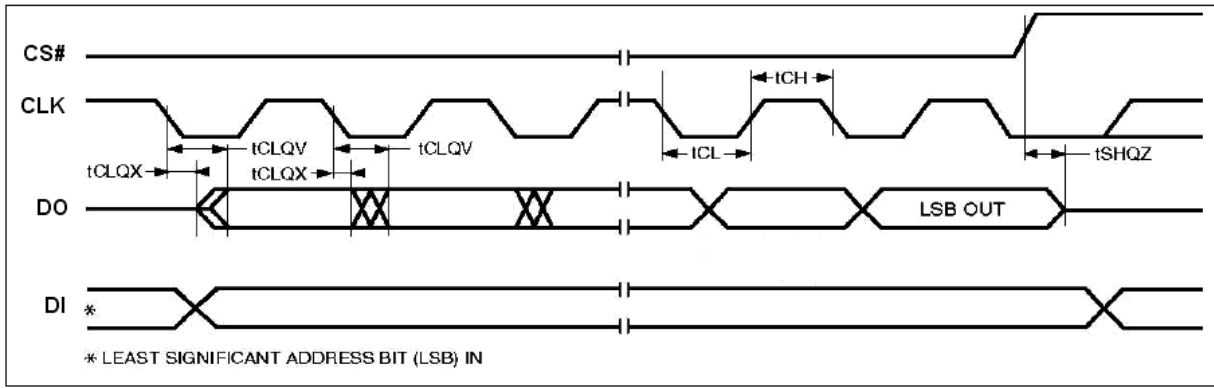 CS#
tCH
CLK
tCLQV
tCLQV
tCL
tSHQZ
tCLQX
tCLQX
DO
LSB OUT
DI
*
* LEAST SIGNIFICANT ADDRESS BIT (LSB) IN